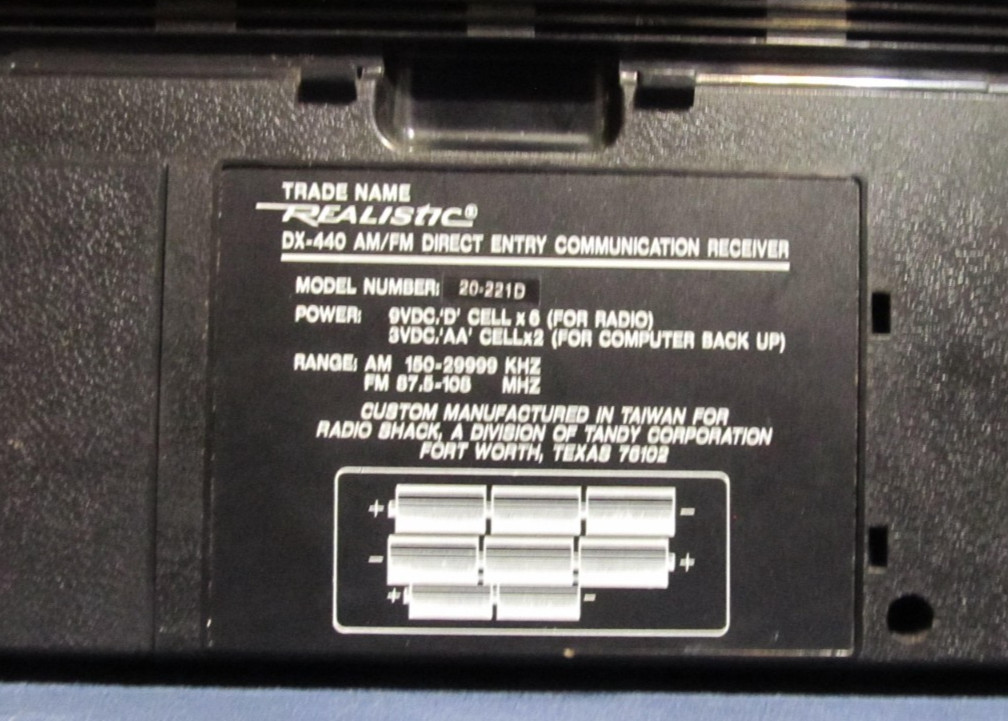 TRADE NAME
REALISTIC®
DX-440 AM/FM DIRECT ENTRY COMMUNICATION RECEIVER
MODEL NUMBER: 20-221D
POWER: 9VDC,'D' CELL x 6 (FOR RADIO)
3VDC,'AA' CELLx2 (FOR COMPUTER BACK UP)
RANGE: AM 150-29999 KHZ
FM 87.5-108 MHZ
CUSTOM MANUFACTURED IN TAIWAN FOR
RADIO SHACK, A DIVISION OF TANDY CORPORATION
FORT WORTH, TEXAS 76102
+ -
- +
+ -